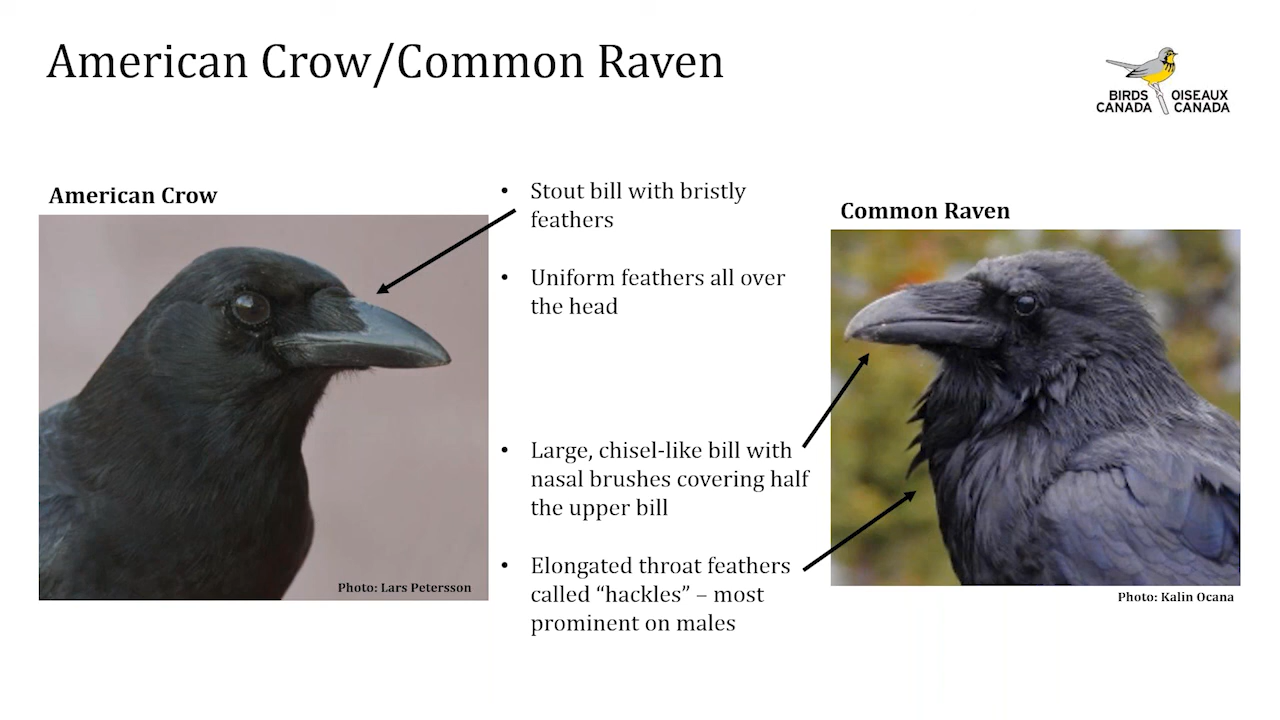 American Crow/Common Raven
BIRDS OISEAUX
CANADA CANADA
American Crow
• Stout bill with bristly
feathers
• Uniform feathers all over
the head
Common Raven
• Large, chisel-like bill with
nasal brushes covering half
the upper bill
• Elongated throat feathers
called “hackles” – most
prominent on males
Photo: Lars Petersson
Photo: Kalin Ocana